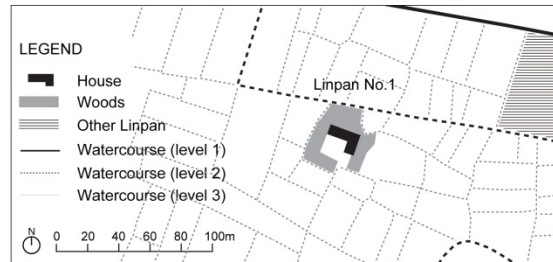 LEGEND
House
Woods
Other Linpan
Watercourse (level 1)
Watercourse (level 2)
Watercourse (level 3)
N
0 20 40 60 80 100m
Linpan No.1